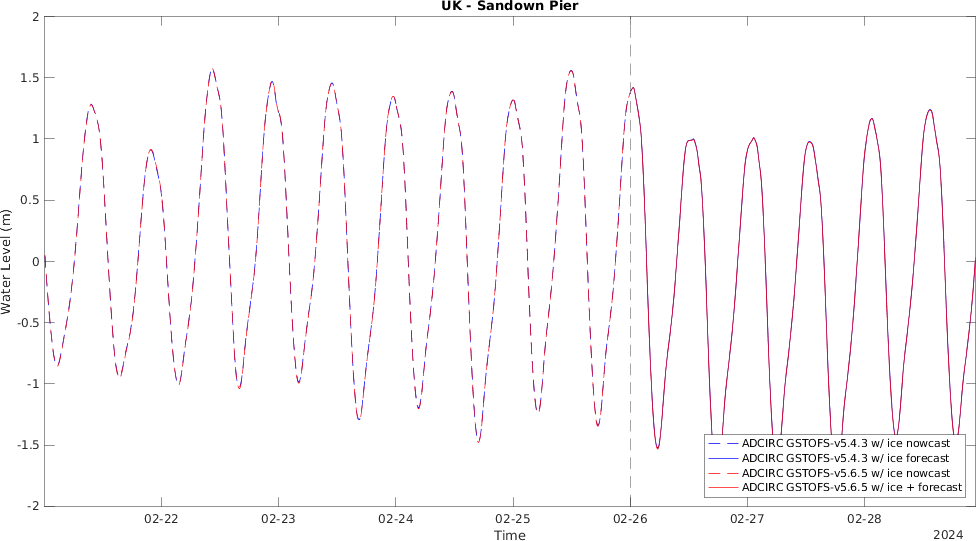 UK - Sandown Pier
Water Level (m)
2
1.5
1
0.5
0
-0.5
-1
-1.5
-2
ADCIRC GSTOFS-v5.4.3 w/ ice nowcast
ADCIRC GSTOFS-v5.4.3 w/ ice forecast
ADCIRC GSTOFS-v5.6.5 w/ ice nowcast
ADCIRC GSTOFS-v5.6.5 w/ ice + forecast
02-22 02-23 02-24 02-25 02-26 02-27 02-28
Time
2024